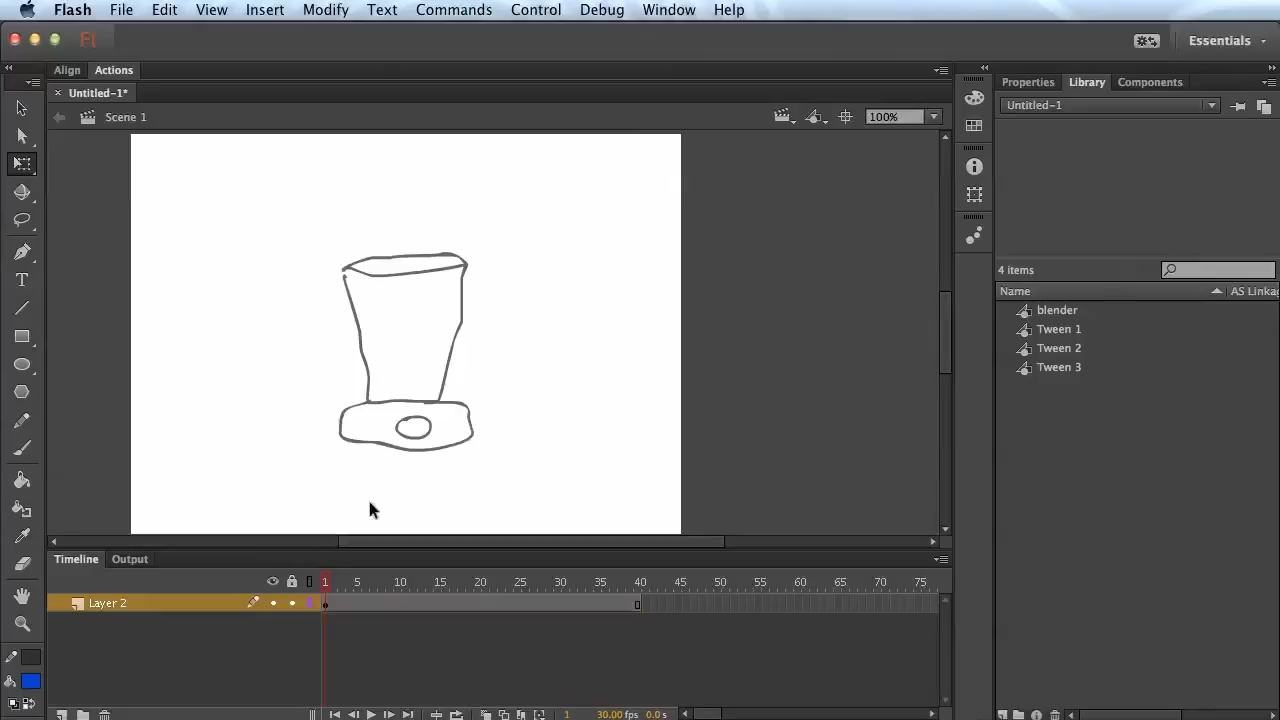 Flash File Edit View Insert Modify Text Commands Control Debug Window Help
Fl Essentials
Align Actions
Properties Library Components
Untitled-1*
Untitled-1
Scene 1
100%
4 items
Name AS Linkag
blender
Tween 1
Tween 2
Tween 3
T
Timeline Output
1 5 10 15 20 25 30 35 40 45 50 55 60 65 70 75
Layer 2
1 30.00 fps 0.0 s